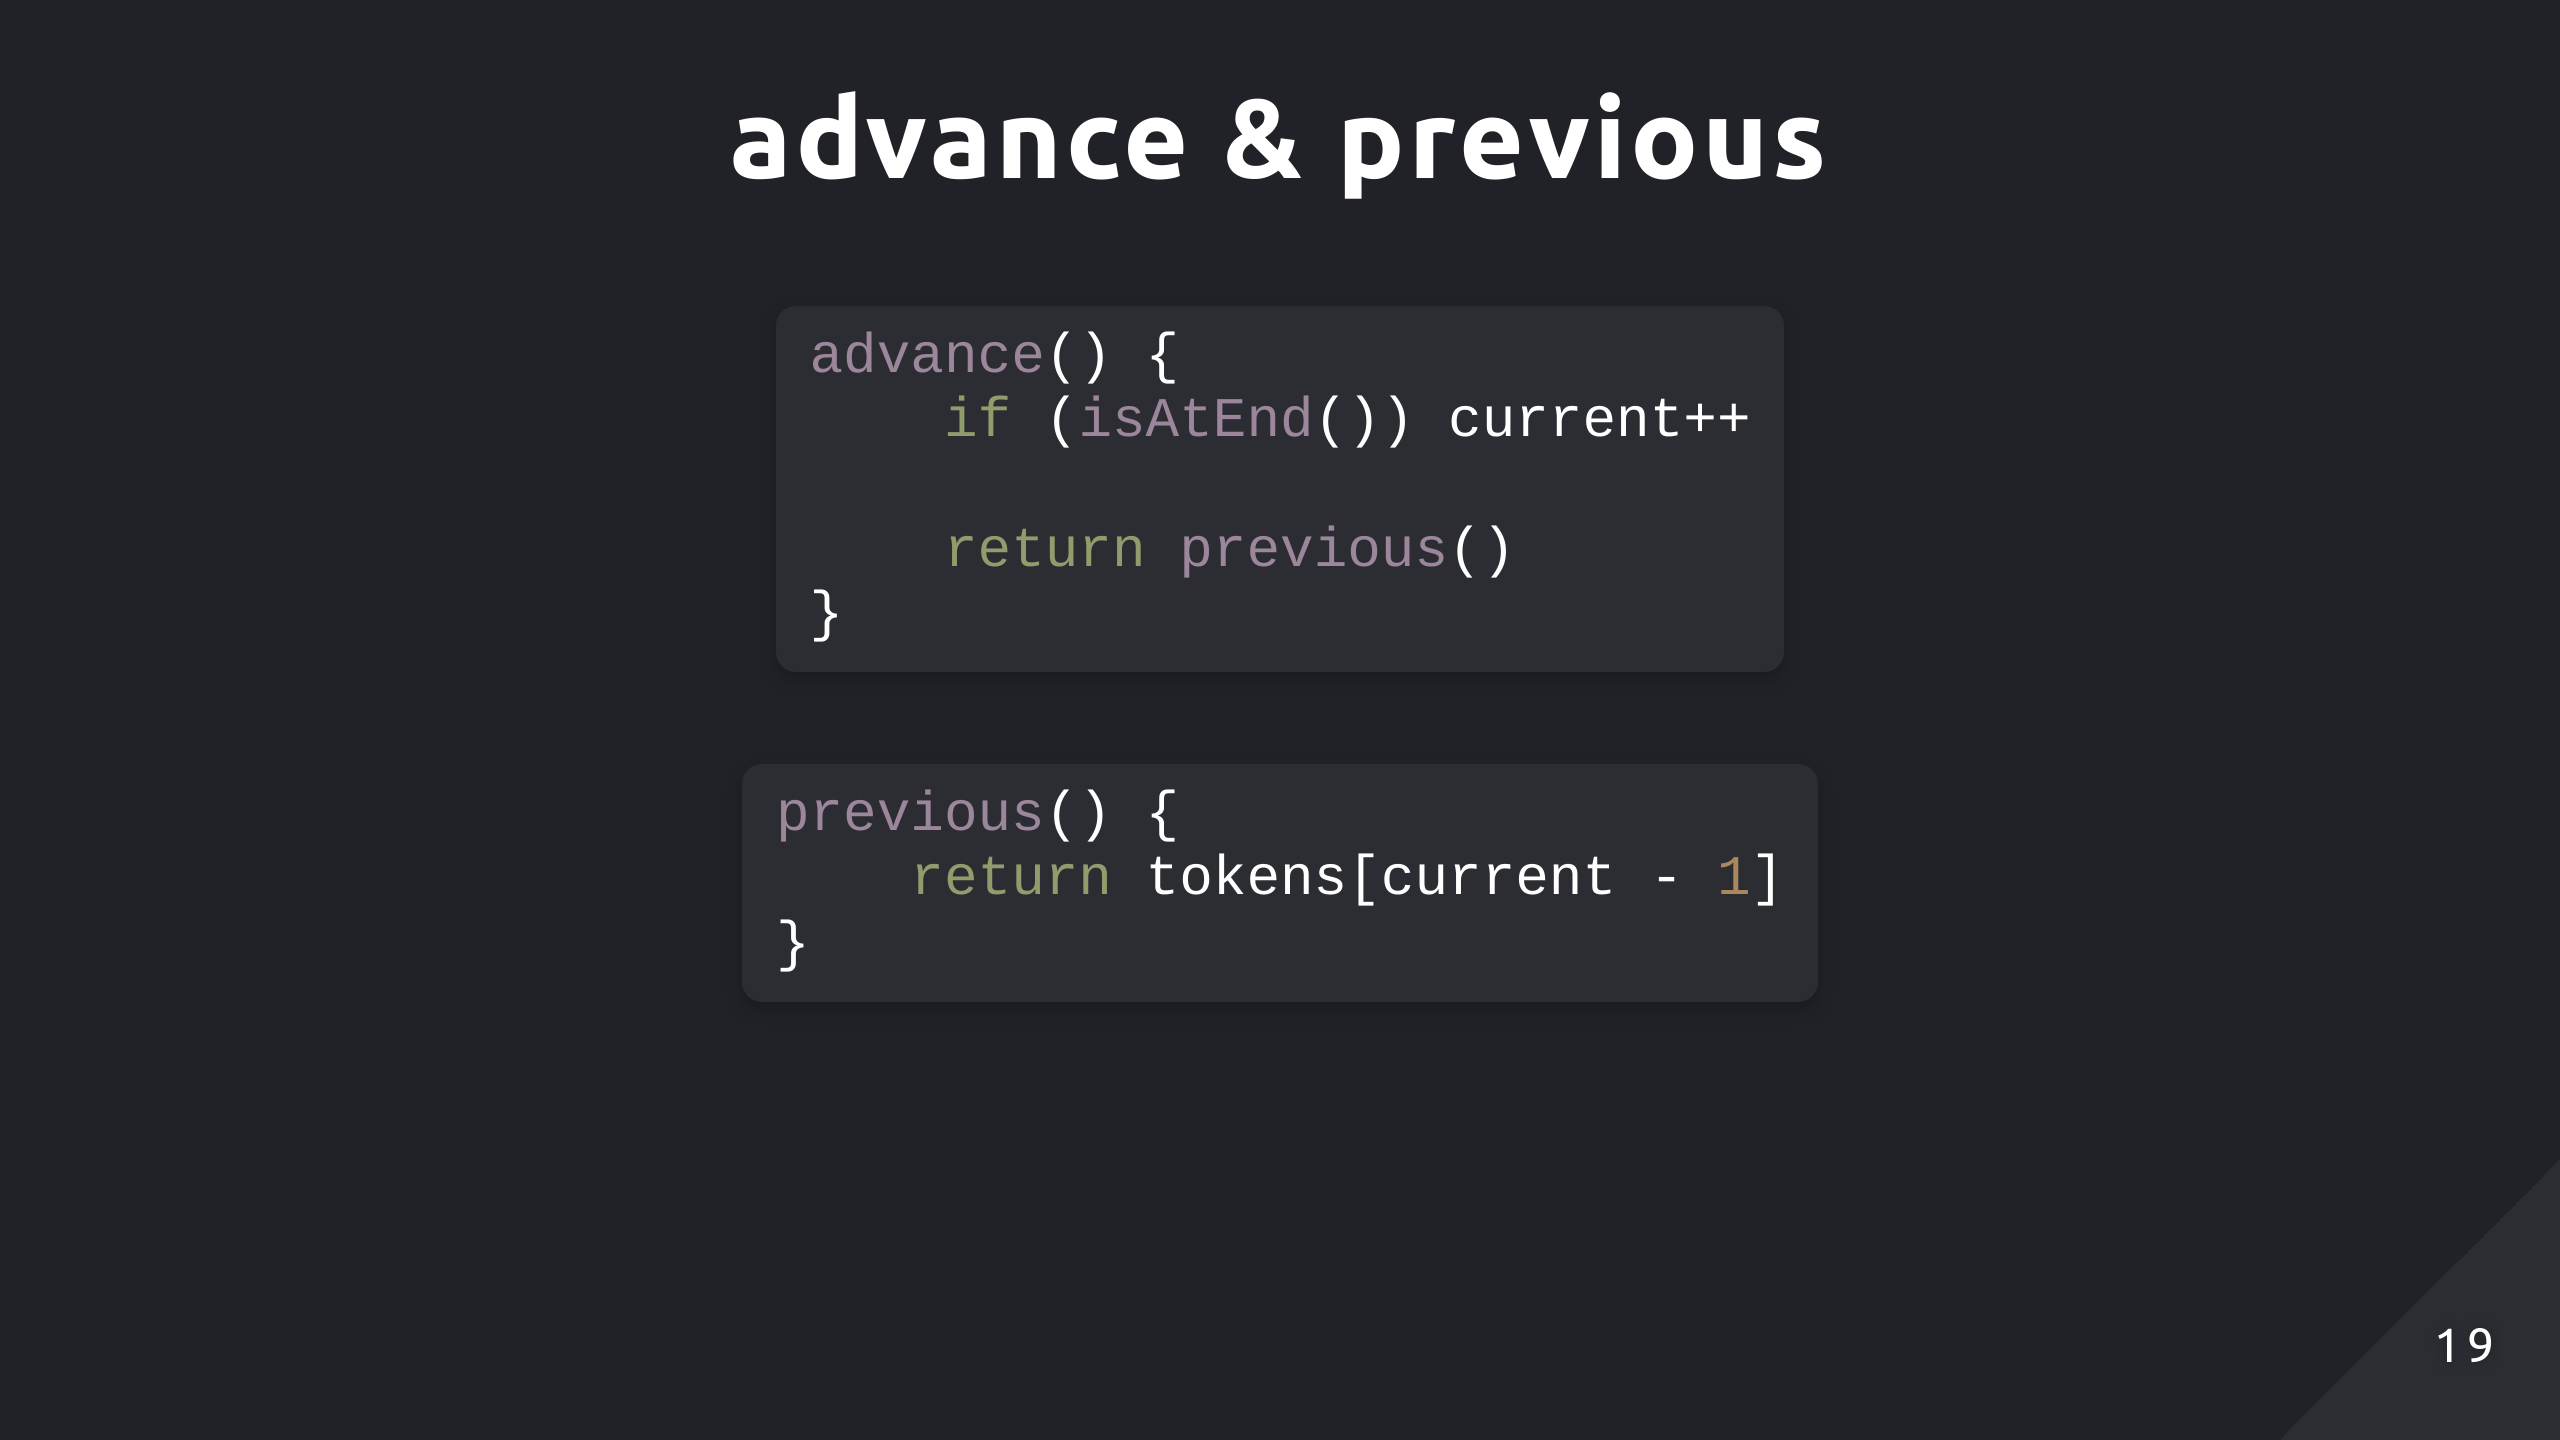 advance & previous
advance() {
    if (isAtEnd()) current++

    return previous()
}
previous() {
    return tokens[current - 1]
}
19